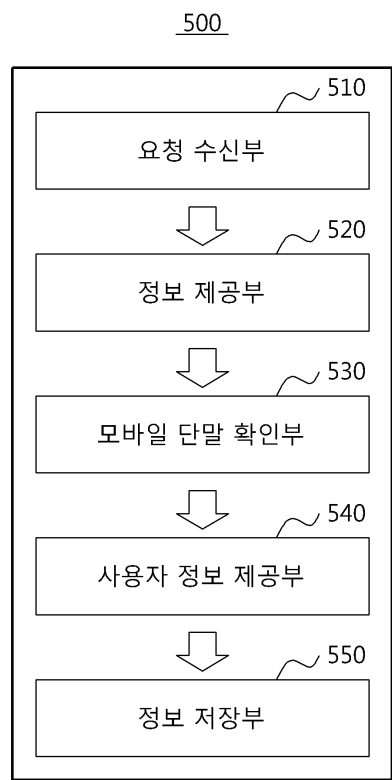 500
510
요청 수신부
520
정보 제공부
530
모바일 단말 확인부
540
사용자 정보 제공부
550
정보 저장부